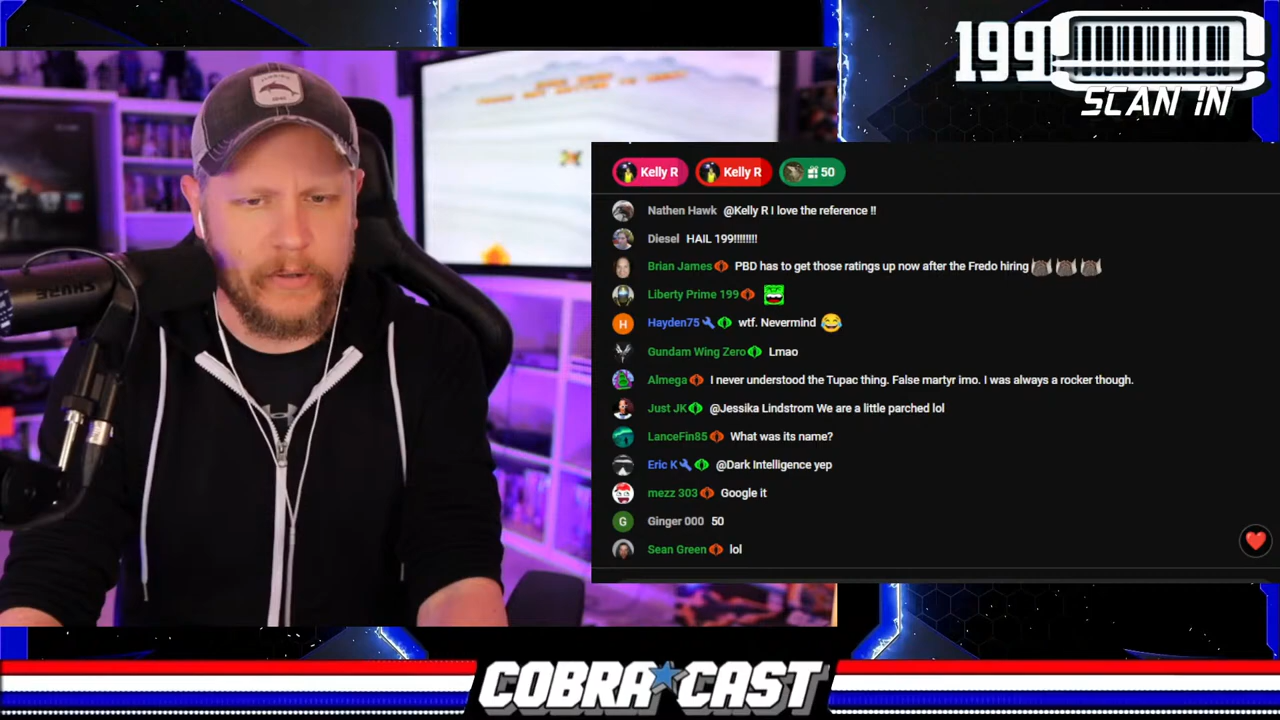 199
SCAN IN
Kelly R Kelly R 50
Nathen Hawk @Kelly R I love the reference !!
Diesel HAIL 199!!!!!!!!
Brian James PBD has to get those ratings up now after the Fredo hiring
Liberty Prime 199
Hayden75 wtf. Nevermind
Gundam Wing Zero Lmao
Almega I never understood the Tupac thing. False martyr imo. I was always a rocker though.
Just JK @Jessika Lindstrom We are a little parched lol
LanceFin85 What was its name?
Eric K @Dark Intelligence yep
mezz 303 Google it
G Ginger 000 50
Sean Green lol
H
SHURE
COBRA CAST